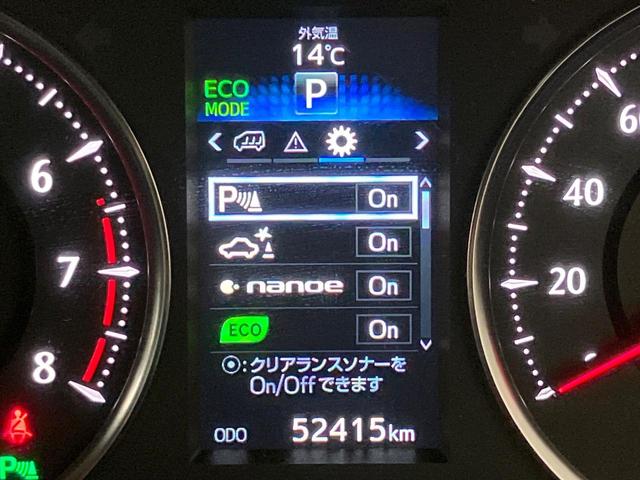 外気温
14℃
ECO
MODE
P
P On
On
nanoe On
ECO On
⦿:クリアランスソナーを
On/Offできます
ODO 52415km
6
7
8
P
60
40
20